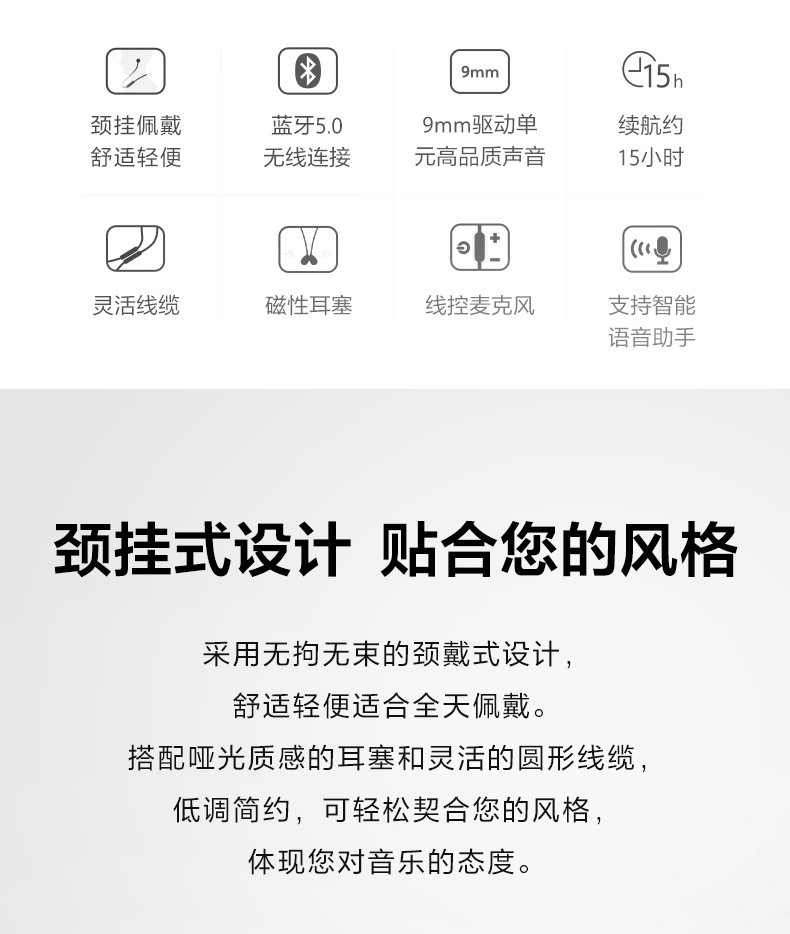 9mm
15h
颈挂佩戴
舒适轻便
蓝牙5.0
无线连接
9mm驱动单
元高品质声音
续航约
15小时
灵活线缆
磁性耳塞
线控麦克风
支持智能
语音助手
颈挂式设计 贴合您的风格
采用无拘无束的颈戴式设计，
舒适轻便适合全天佩戴。
搭配哑光质感的耳塞和灵活的圆形线缆，
低调简约，可轻松契合您的风格，
体现您对音乐的态度。